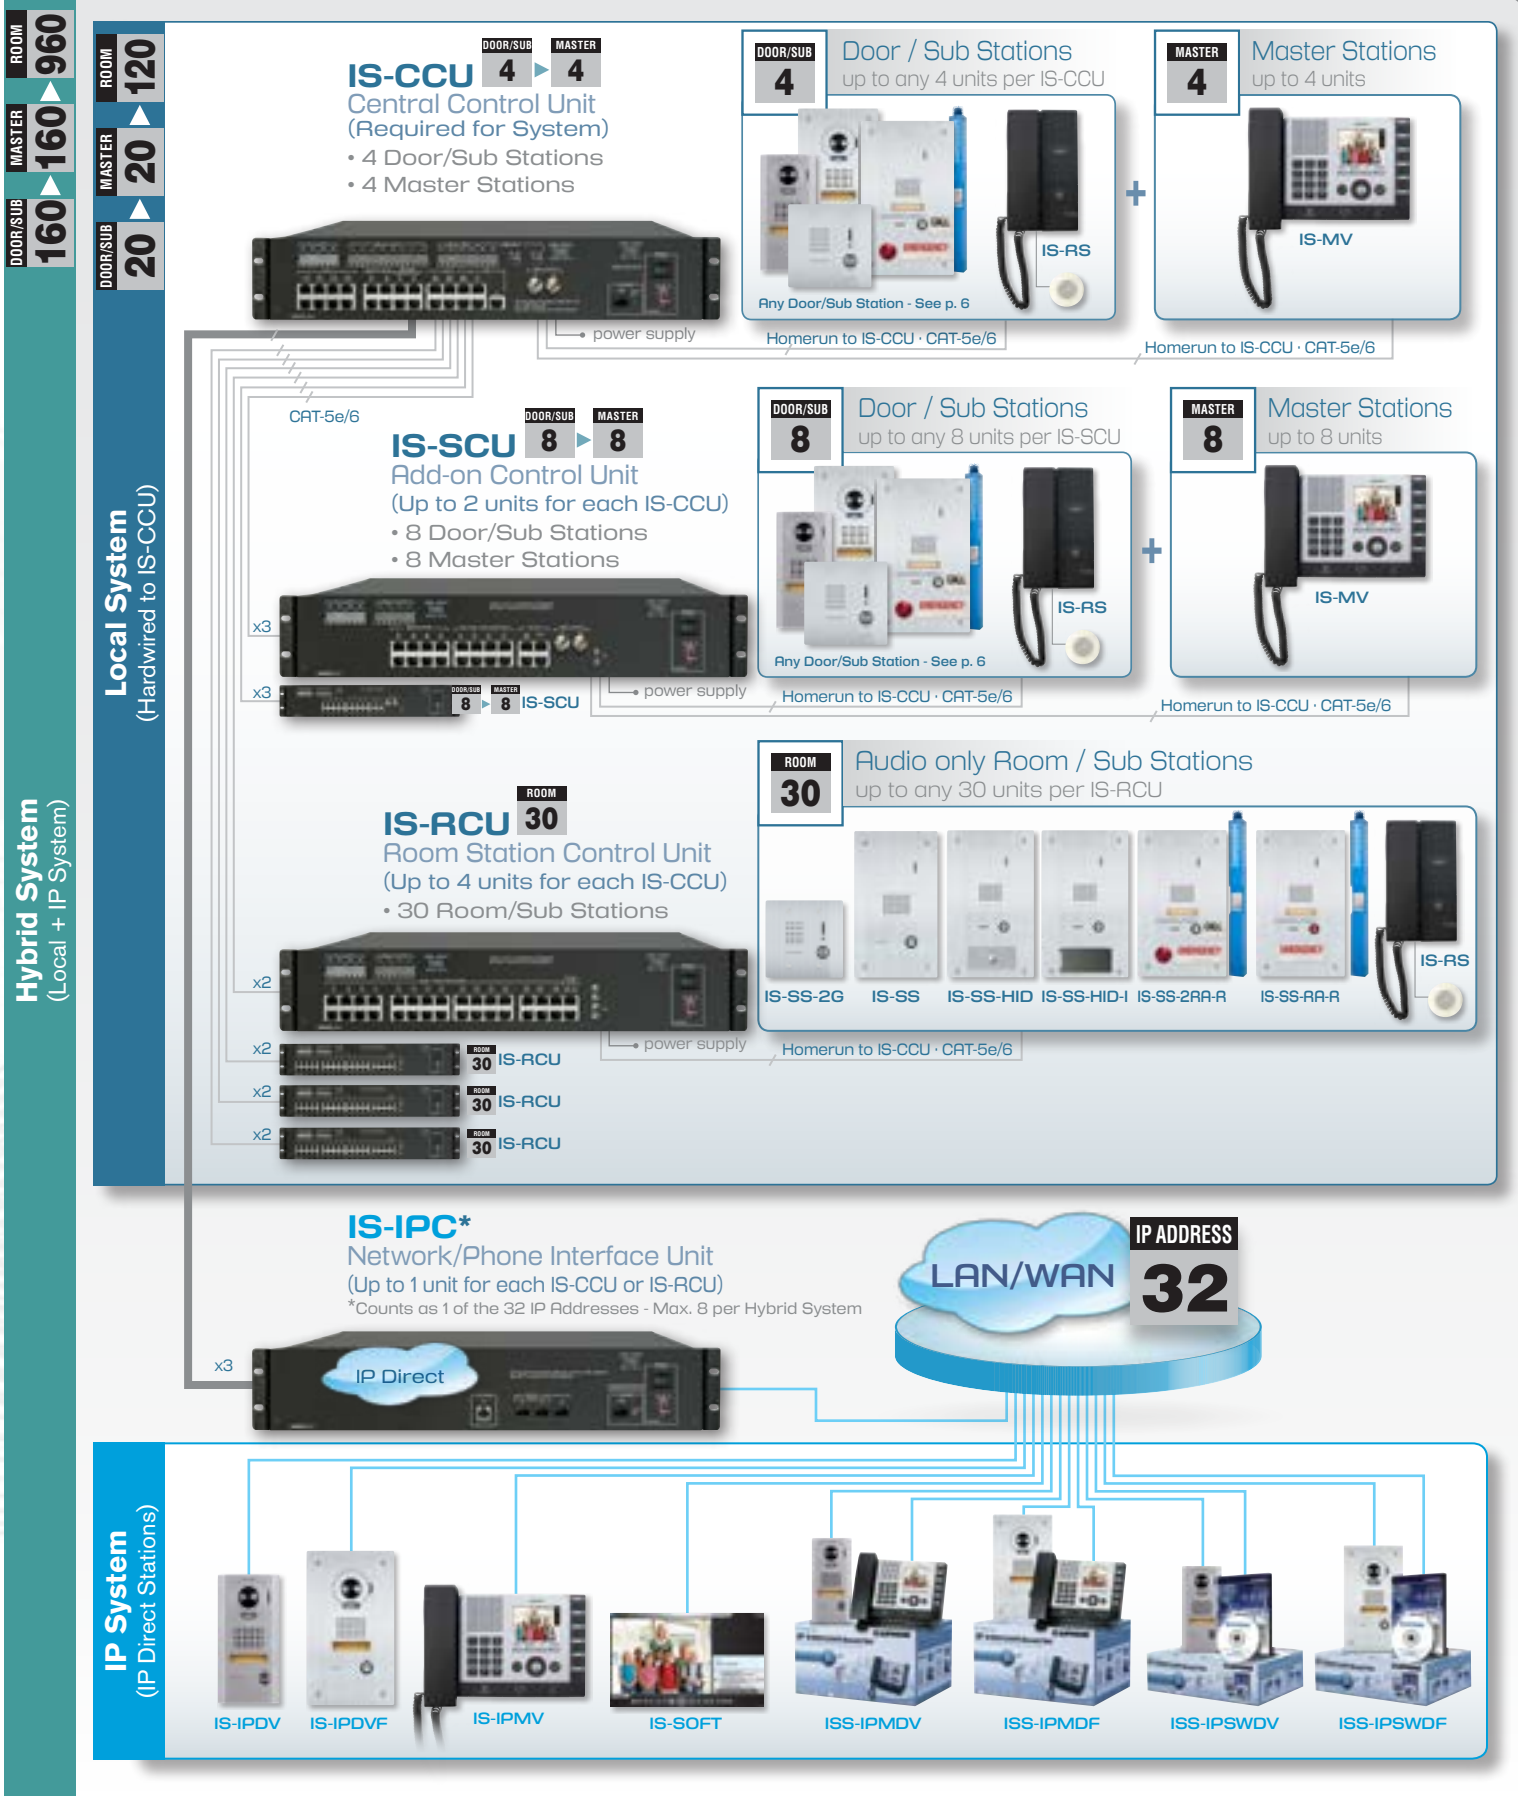 Hybrid System
(Local + IP System)
DOOR/SUB
160
MASTER
160
ROOM
960
Local System
(Hardwired to IS-CCU)
DOOR/SUB
20
MASTER
20
ROOM
120
IS-CCU
DOOR/SUB
4
MASTER
4
Central Control Unit
(Required for System)
• 4 Door/Sub Stations
• 4 Master Stations
power supply
CAT-5e/6
DOOR/SUB
4
Door / Sub Stations
up to any 4 units per IS-CCU
EMERGENCY
IS-RS
Any Door/Sub Station - See p. 6
Homerun to IS-CCU · CAT-5e/6
+
MASTER
4
Master Stations
up to 4 units
IS-MV
Homerun to IS-CCU · CAT-5e/6
IS-SCU
DOOR/SUB
8
MASTER
8
Add-on Control Unit
(Up to 2 units for each IS-CCU)
• 8 Door/Sub Stations
• 8 Master Stations
x3
power supply
x3
DOOR/SUB
8
MASTER
8
IS-SCU
DOOR/SUB
8
Door / Sub Stations
up to any 8 units per IS-SCU
CALL
EMERGENCY
IS-RS
Any Door/Sub Station - See p. 6
Homerun to IS-CCU · CAT-5e/6
+
MASTER
8
Master Stations
up to 8 units
IS-MV
Homerun to IS-CCU · CAT-5e/6
IS-RCU
ROOM
30
Room Station Control Unit
(Up to 4 units for each IS-CCU)
• 30 Room/Sub Stations
x2
power supply
x2
ROOM
30
IS-RCU
x2
ROOM
30
IS-RCU
x2
ROOM
30
IS-RCU
ROOM
30
Audio only Room / Sub Stations
up to any 30 units per IS-RCU
EMERGENCY
EMERGENCY
IS-SS-2G
IS-SS
IS-SS-HID
IS-SS-HID-I
IS-SS-2RA-R
IS-SS-RA-R
IS-RS
Homerun to IS-CCU · CAT-5e/6
IS-IPC*
Network/Phone Interface Unit
(Up to 1 unit for each IS-CCU or IS-RCU)
*Counts as 1 of the 32 IP Addresses - Max. 8 per Hybrid System
x3
IP Direct
LAN/WAN
IP ADDRESS
32
IP System
(IP Direct Stations)
IS-IPDV
IS-IPDVF
IS-IPMV
IS-SOFT
ISS-IPMDV
ISS-IPMDF
ISS-IPSWDV
ISS-IPSWDF